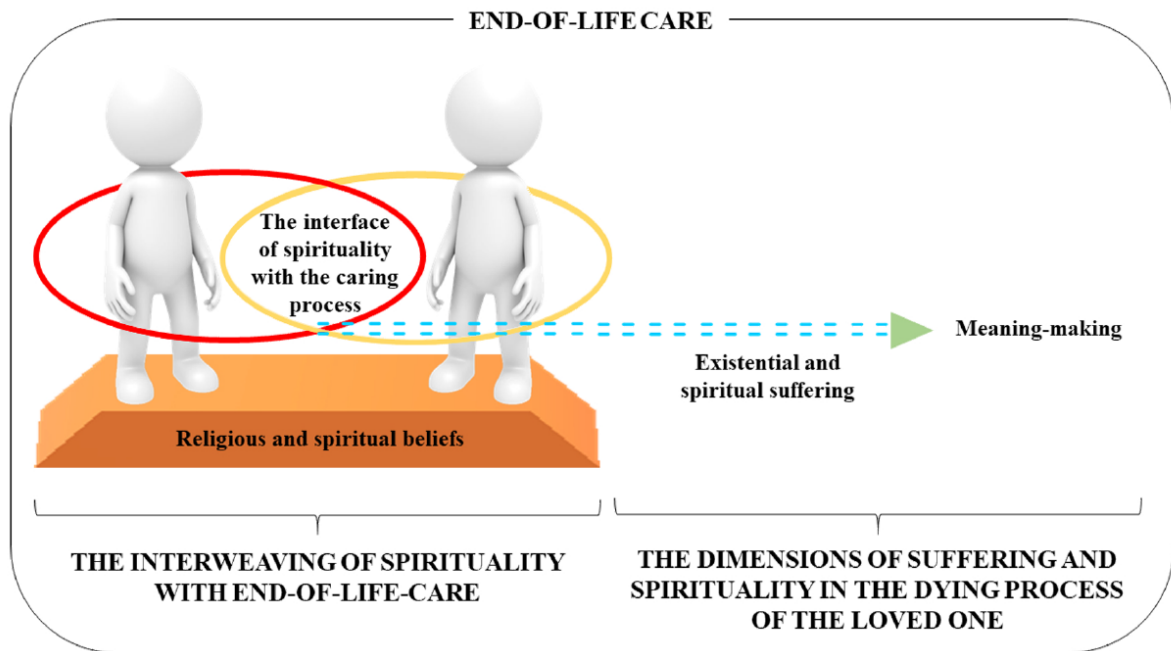 END-OF-LIFE CARE
The interface
of spirituality
with the caring
process
Meaning-making
Existential and
spiritual suffering
Religious and spiritual beliefs
THE INTERWEAVING OF SPIRITUALITY
WITH END-OF-LIFE-CARE
THE DIMENSIONS OF SUFFERING AND
SPIRITUALITY IN THE DYING PROCESS
OF THE LOVED ONE